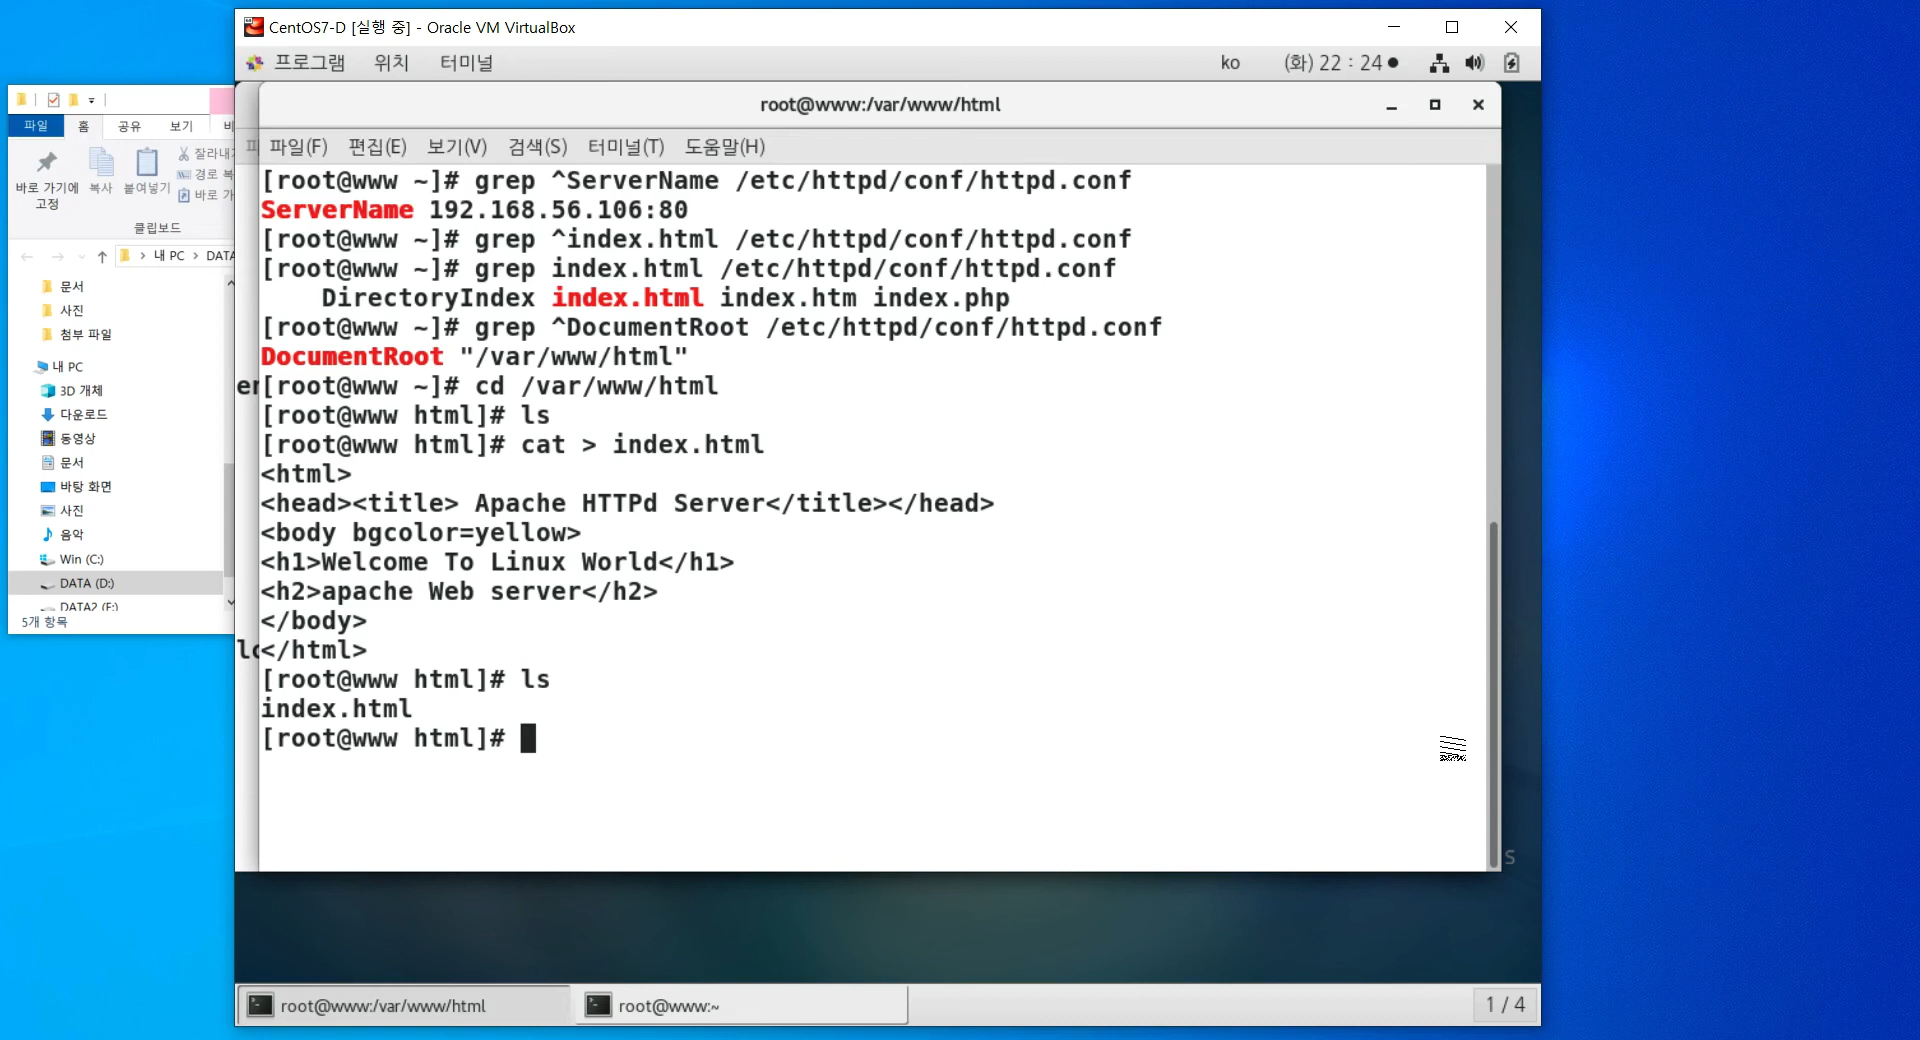 CentOS7-D [실행 중] - Oracle VM VirtualBox
프로그램 위치 터미널 ko (화) 22 : 24
root@www:/var/www/html
파일(F) 편집(E) 보기(V) 검색(S) 터미널(T) 도움말(H)
[root@www ~]# grep ^ServerName /etc/httpd/conf/httpd.conf
ServerName 192.168.56.106:80
[root@www ~]# grep ^index.html /etc/httpd/conf/httpd.conf
[root@www ~]# grep index.html /etc/httpd/conf/httpd.conf
    DirectoryIndex index.html index.htm index.php
[root@www ~]# grep ^DocumentRoot /etc/httpd/conf/httpd.conf
DocumentRoot "/var/www/html"
[root@www ~]# cd /var/www/html
[root@www html]# ls
[root@www html]# cat > index.html
<html>
<head><title> Apache HTTPd Server</title></head>
<body bgcolor=yellow>
<h1>Welcome To Linux World</h1>
<h2>apache Web server</h2>
</body>
</html>
[root@www html]# ls
index.html
[root@www html]#
root@www:/var/www/html
root@www:~
1 / 4
파일 홈 공유 보기
바로 가기에 고정
복사
붙여넣기
잘라내
경로 복
바로 가
클립보드
내 PC > DATA
문서
사진
첨부 파일
내 PC
3D 개체
다운로드
동영상
문서
바탕 화면
사진
음악
Win (C:)
DATA (D:)
DATA2 (E:)
5개 항목